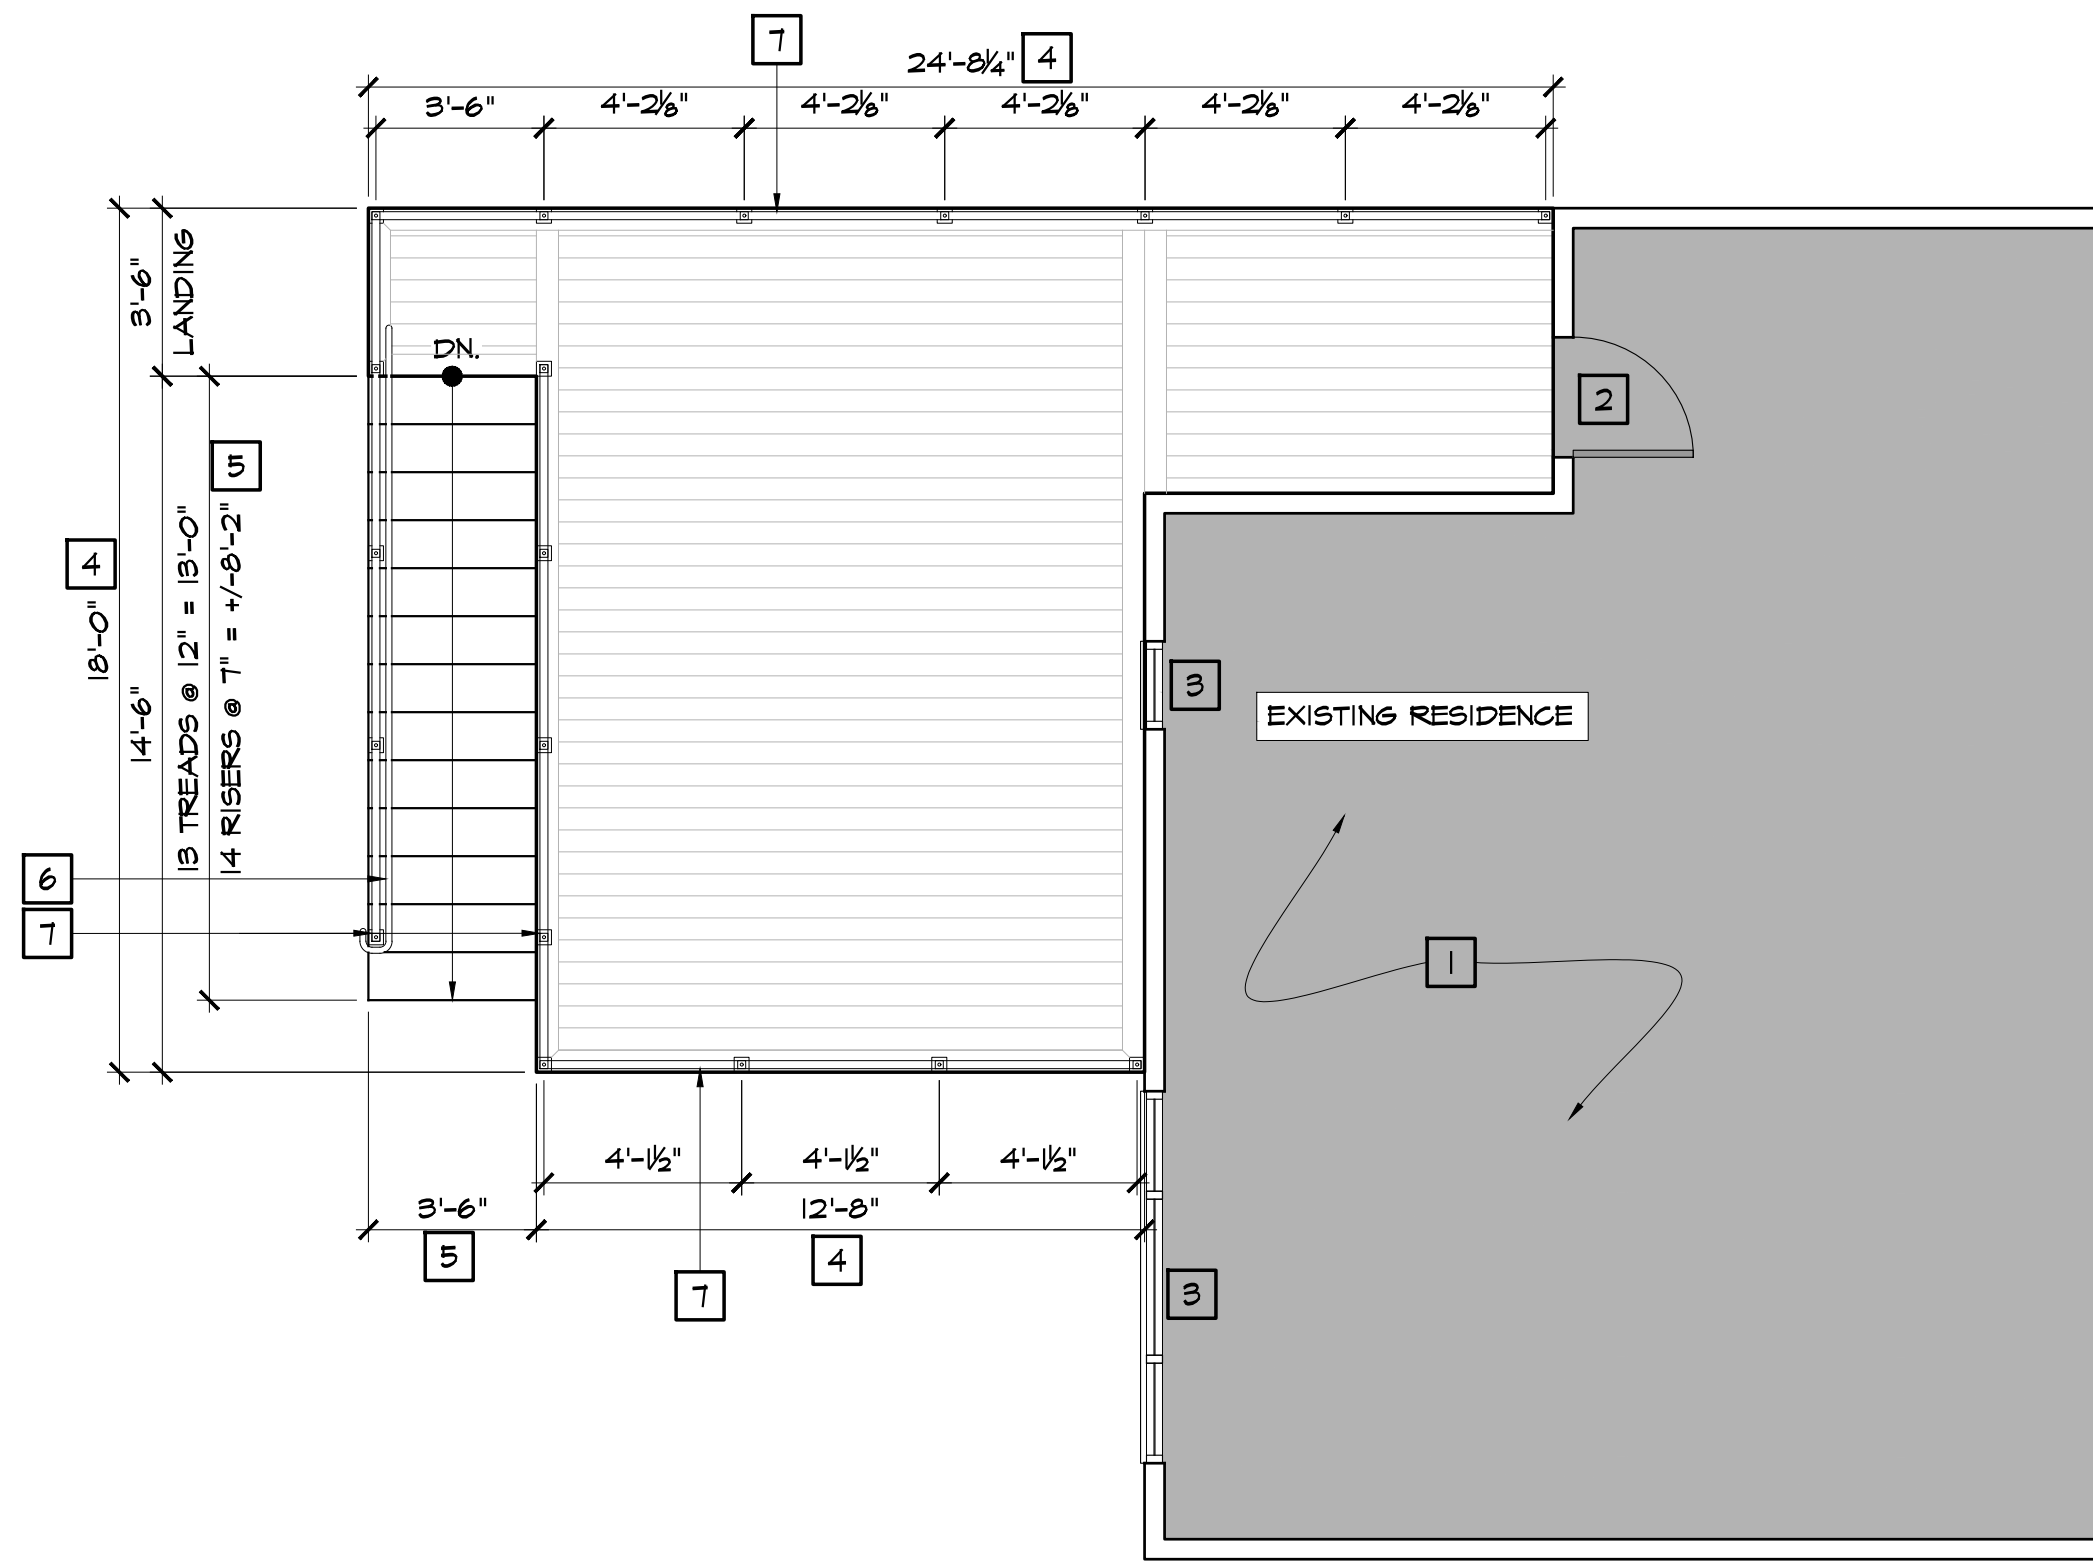 7
24'-8¼" 4
3'-6" 4'-2⅛" 4'-2⅛" 4'-2⅛" 4'-2⅛" 4'-2⅛"
3'-6"
LANDING
DN.
2
5
4
18'-0"
14'-6"
13 TREADS @ 12" = 13'-0"
14 RISERS @ 7" = +/-8'-2"
3
EXISTING RESIDENCE
6
7
1
4'-1½" 4'-1½" 4'-1½"
3'-6" 12'-8"
5 4
7
3